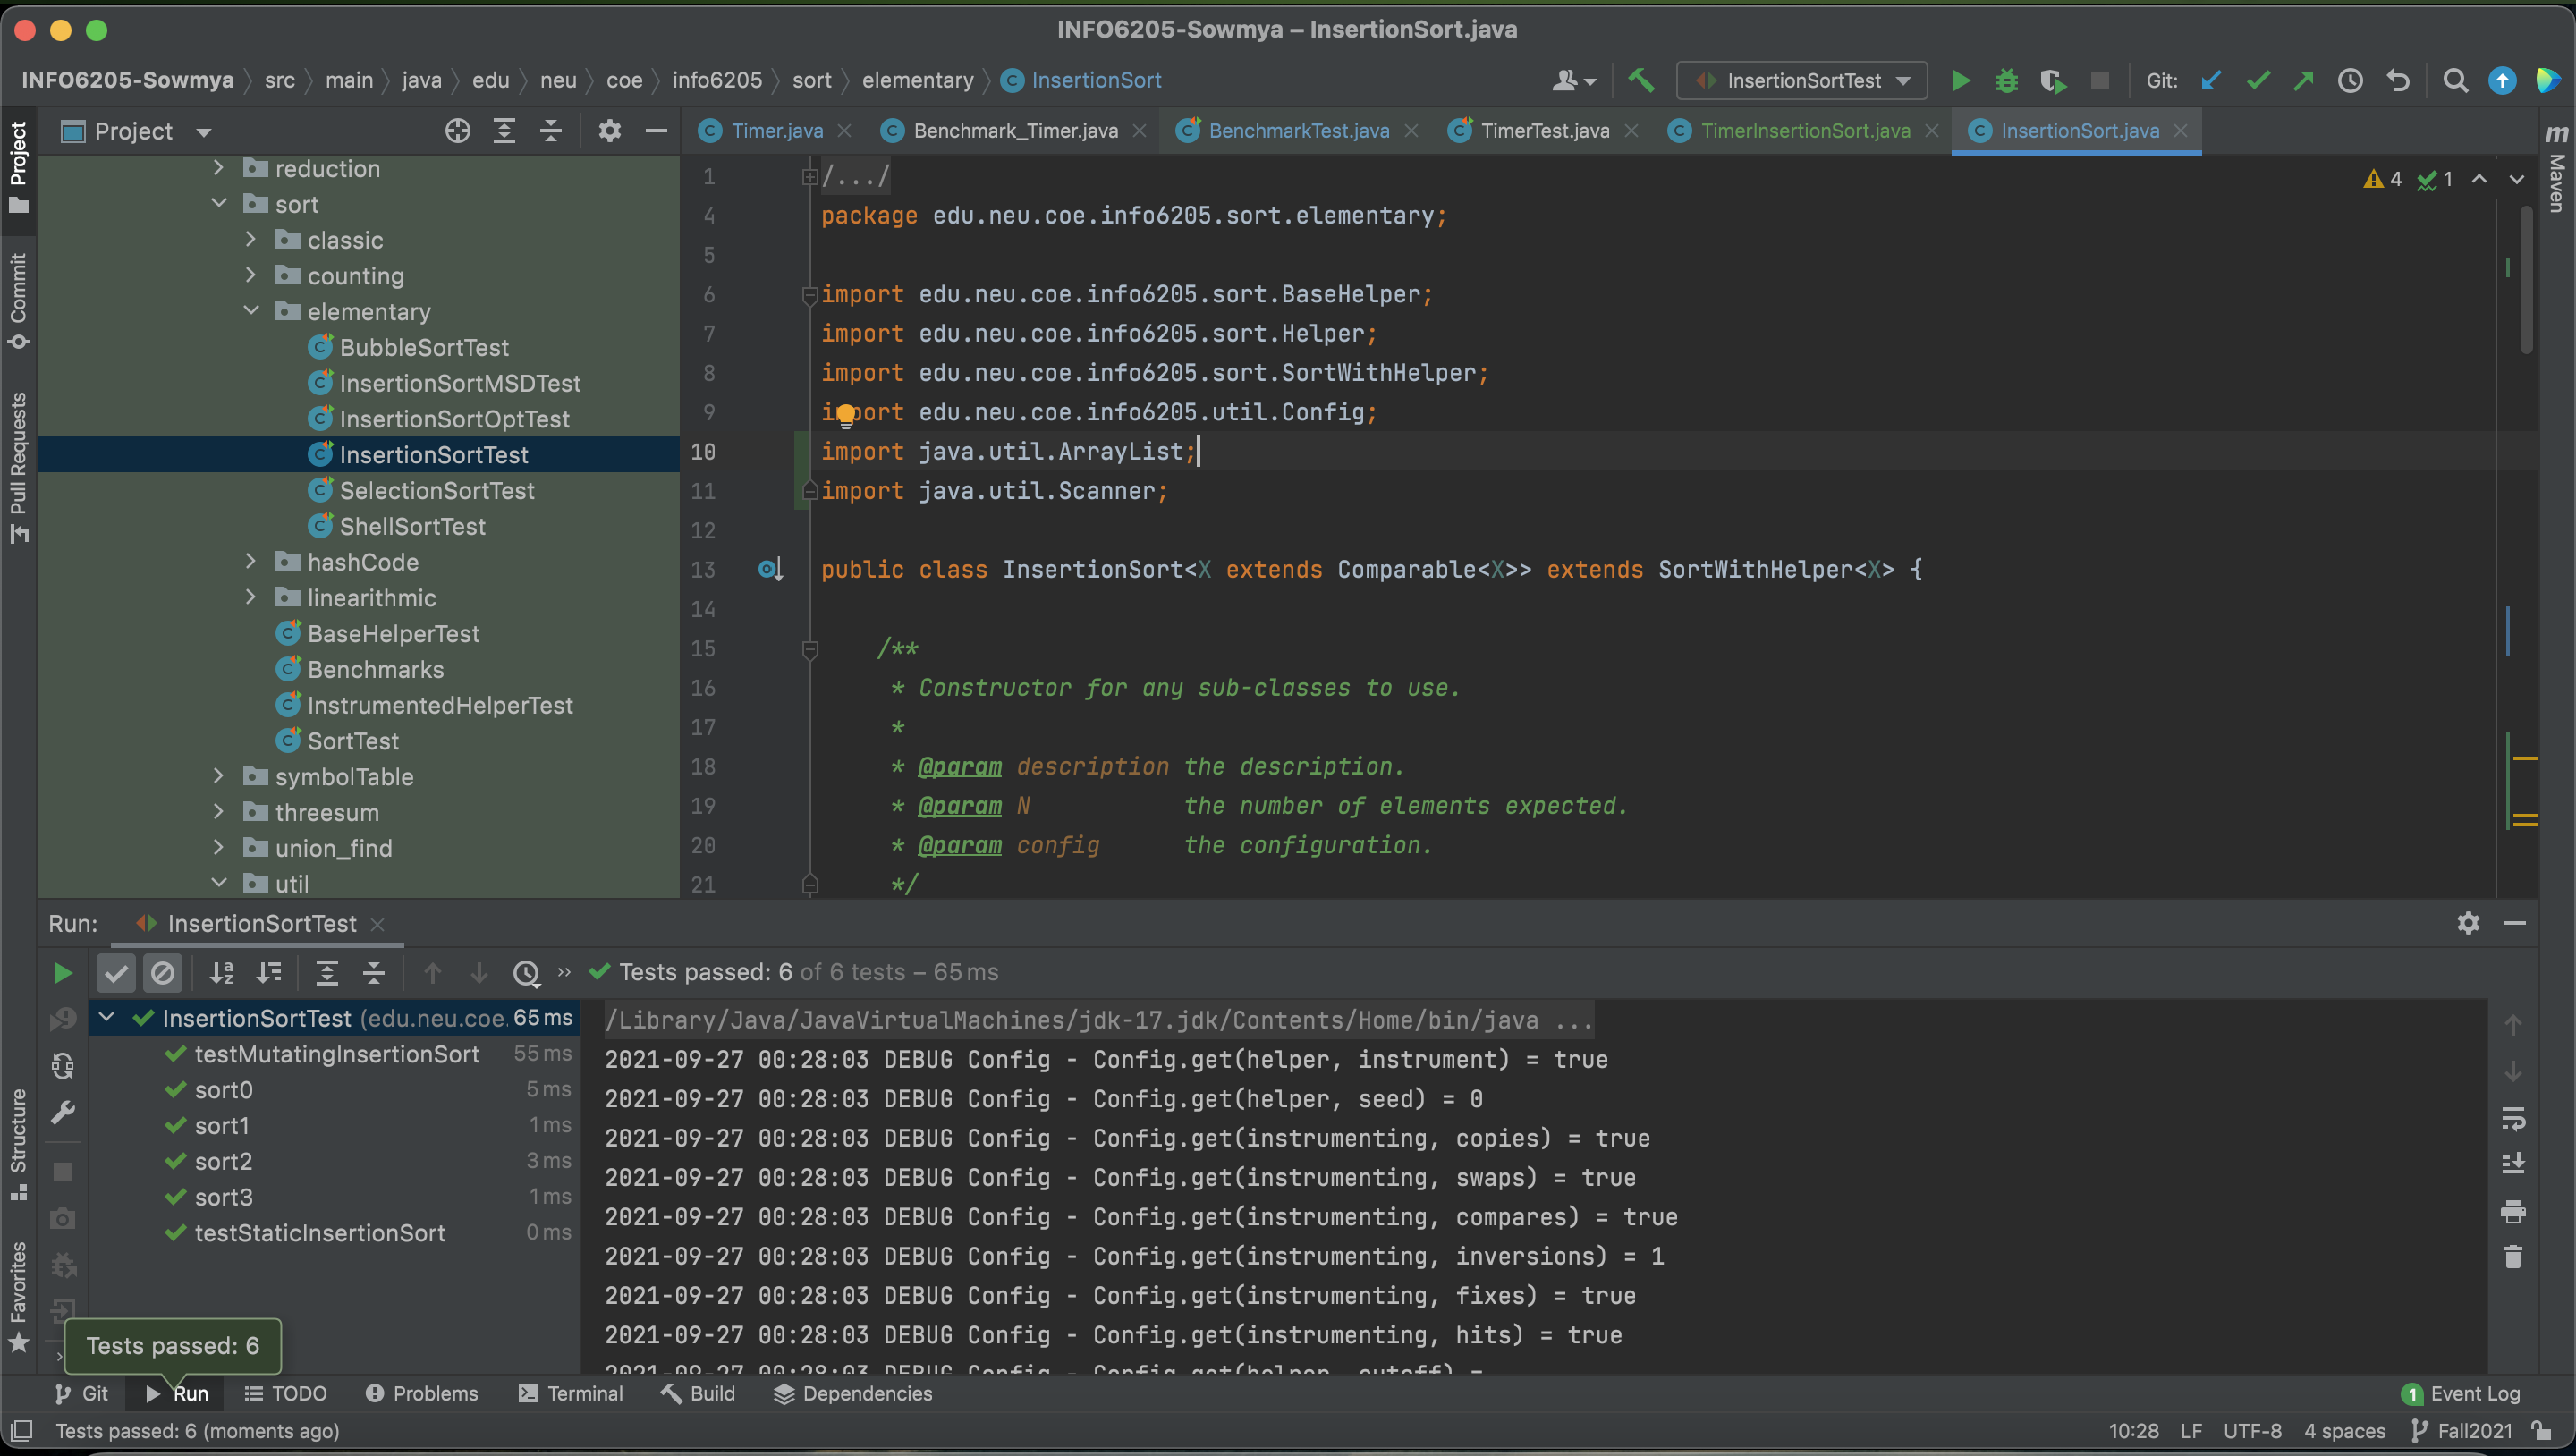 INFO6205-Sowmya – InsertionSort.java
INFO6205-Sowmya src main java edu neu coe info6205 sort elementary InsertionSort InsertionSortTest Git:
Project Timer.java Benchmark_Timer.java BenchmarkTest.java TimerTest.java TimerInsertionSort.java InsertionSort.java
Project
Commit
Pull Requests
Structure
Favorites
Maven
reduction
sort
classic
counting
elementary
BubbleSortTest
InsertionSortMSDTest
InsertionSortOptTest
InsertionSortTest
SelectionSortTest
ShellSortTest
hashCode
linearithmic
BaseHelperTest
Benchmarks
InstrumentedHelperTest
SortTest
symbolTable
threesum
union_find
util
4 1
1 /.../
4 package edu.neu.coe.info6205.sort.elementary;
5
6 import edu.neu.coe.info6205.sort.BaseHelper;
7 import edu.neu.coe.info6205.sort.Helper;
8 import edu.neu.coe.info6205.sort.SortWithHelper;
9 import edu.neu.coe.info6205.util.Config;
10 import java.util.ArrayList;
11 import java.util.Scanner;
12
13 public class InsertionSort<X extends Comparable<X>> extends SortWithHelper<X> {
14
15 /**
16 * Constructor for any sub-classes to use.
17 *
18 * @param description the description.
19 * @param N the number of elements expected.
20 * @param config the configuration.
21 */
Run: InsertionSortTest
Tests passed: 6 of 6 tests – 65 ms
InsertionSortTest (edu.neu.coe. 65 ms
testMutatingInsertionSort 55 ms
sort0 5 ms
sort1 1 ms
sort2 3 ms
sort3 1 ms
testStaticInsertionSort 0 ms
/Library/Java/JavaVirtualMachines/jdk-17.jdk/Contents/Home/bin/java ...
2021-09-27 00:28:03 DEBUG Config - Config.get(helper, instrument) = true
2021-09-27 00:28:03 DEBUG Config - Config.get(helper, seed) = 0
2021-09-27 00:28:03 DEBUG Config - Config.get(instrumenting, copies) = true
2021-09-27 00:28:03 DEBUG Config - Config.get(instrumenting, swaps) = true
2021-09-27 00:28:03 DEBUG Config - Config.get(instrumenting, compares) = true
2021-09-27 00:28:03 DEBUG Config - Config.get(instrumenting, inversions) = 1
2021-09-27 00:28:03 DEBUG Config - Config.get(instrumenting, fixes) = true
2021-09-27 00:28:03 DEBUG Config - Config.get(instrumenting, hits) = true
2021-09-27 00:28:03 DEBUG Config - Config.get(helper, cutoff) =
Tests passed: 6
Git Run TODO Problems Terminal Build Dependencies 1 Event Log
Tests passed: 6 (moments ago) 10:28 LF UTF-8 4 spaces Fall2021